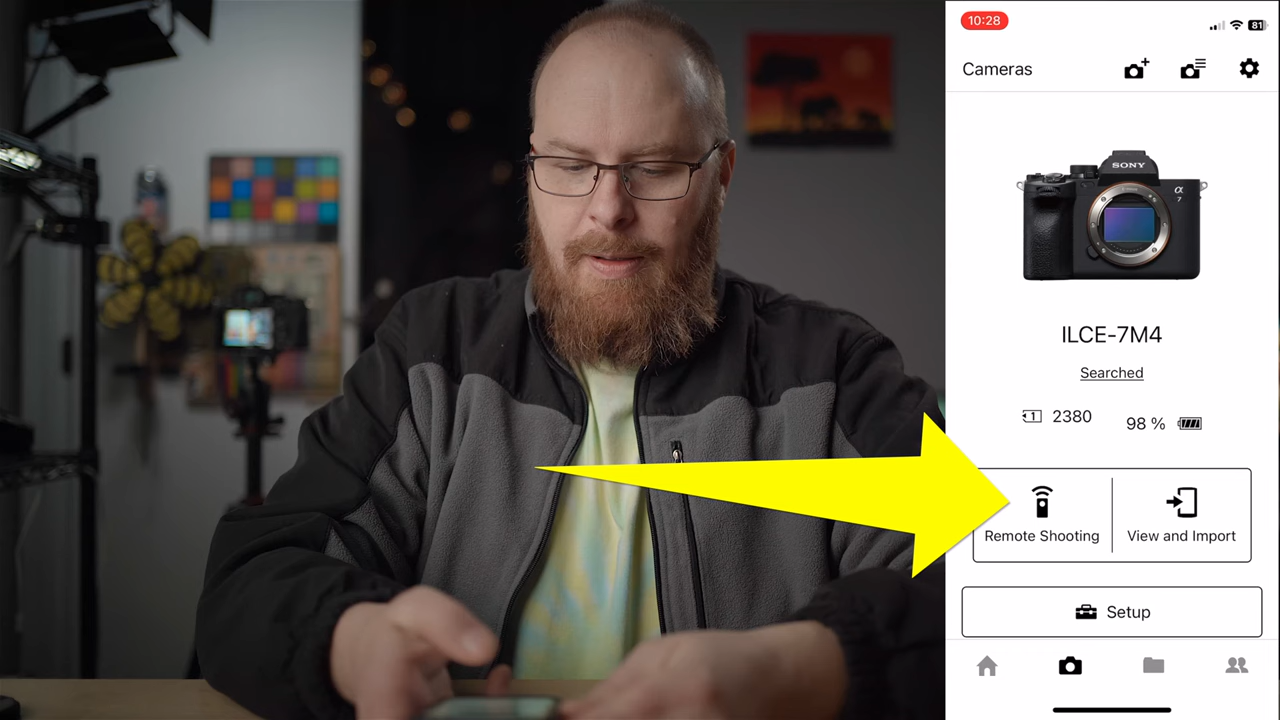 10:28
81
Cameras
SONY
α
7
ILCE-7M4
Searched
1 2380
98 %
Remote Shooting
View and Import
Setup